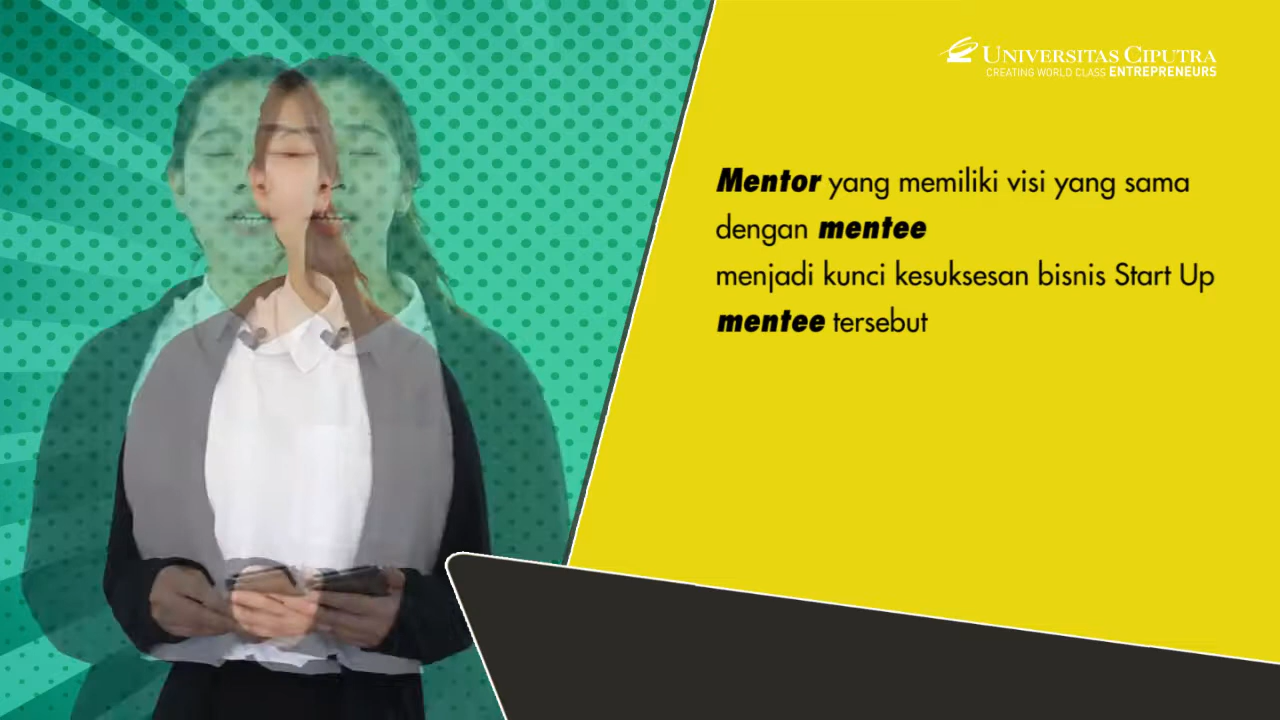 UNIVERSITAS CIPUTRA
CREATING WORLD CLASS ENTREPRENEURS
Mentor yang memiliki visi yang sama
dengan mentee
menjadi kunci kesuksesan bisnis Start Up
mentee tersebut